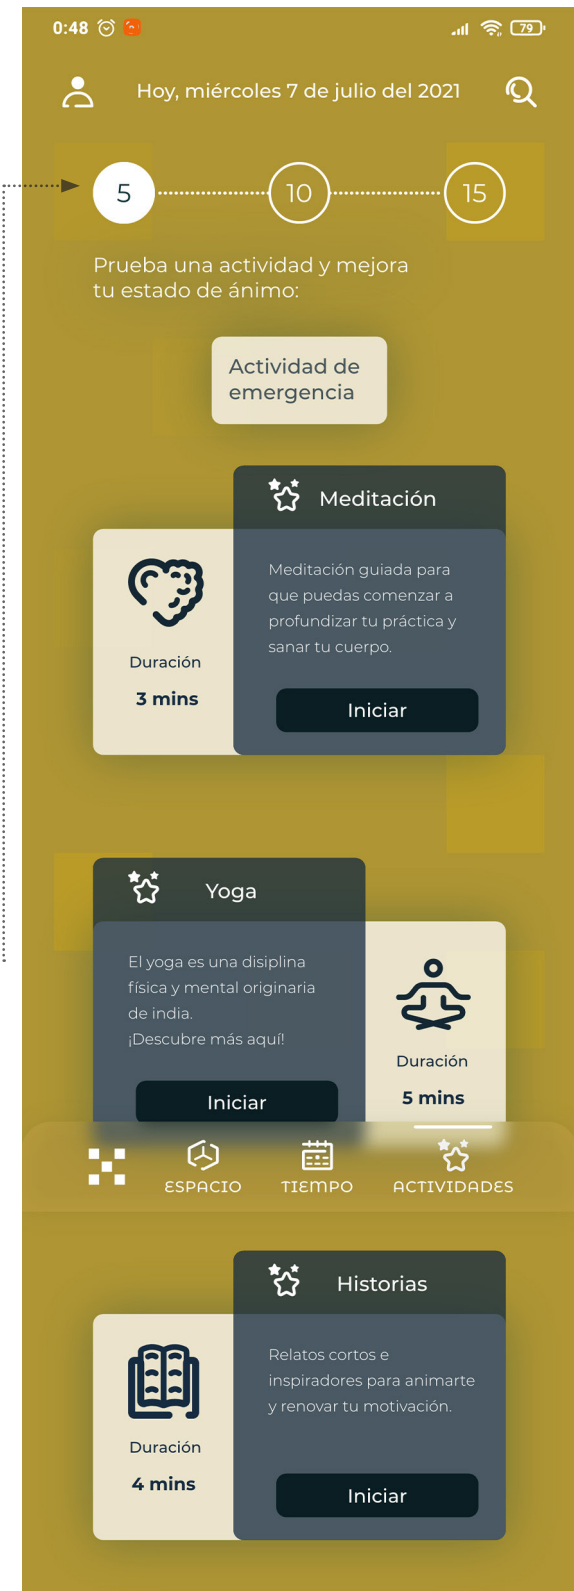 0:48
79
Hoy, miércoles 7 de julio del 2021
5
10
15
Prueba una actividad y mejora
tu estado de ánimo:
Actividad de
emergencia
Meditación
Meditación guiada para
que puedas comenzar a
profundizar tu práctica y
sanar tu cuerpo.
Duración
3 mins
Iniciar
Yoga
El yoga es una disiplina
física y mental originaria
de india.
¡Descubre más aquí!
Duración
5 mins
Iniciar
ESPACIO
TIEMPO
ACTIVIDADES
Historias
Relatos cortos e
inspiradores para animarte
y renovar tu motivación.
Duración
4 mins
Iniciar